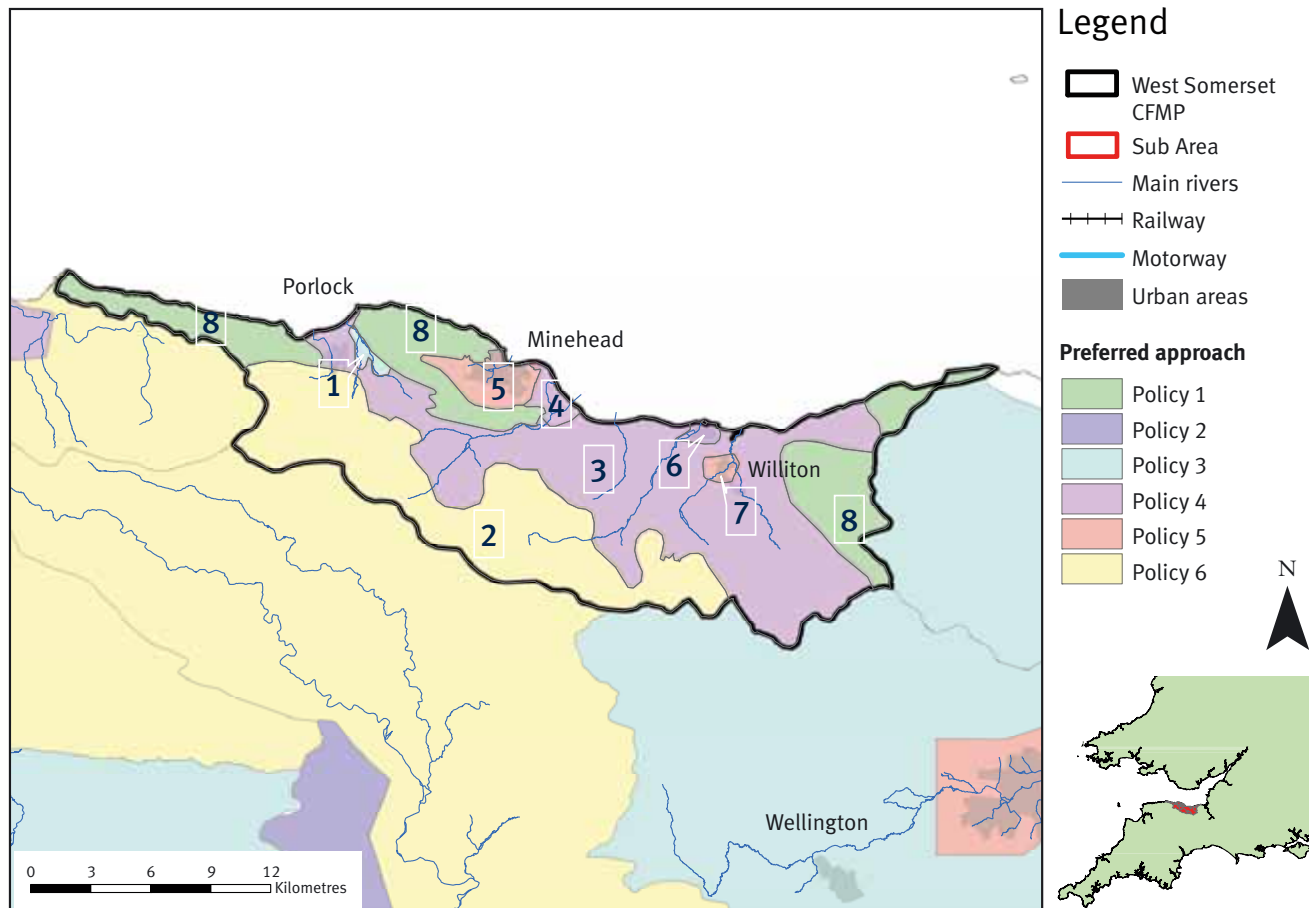 Legend
West Somerset
CFMP
Sub Area
Main rivers
Railway
Motorway
Urban areas
Preferred approach
Policy 1
Policy 2
Policy 3
Policy 4
Policy 5
Policy 6
N
Porlock
Minehead
Williton
Wellington
8
8
1
5
4
3
6
7
2
8
0 3 6 9 12
Kilometres